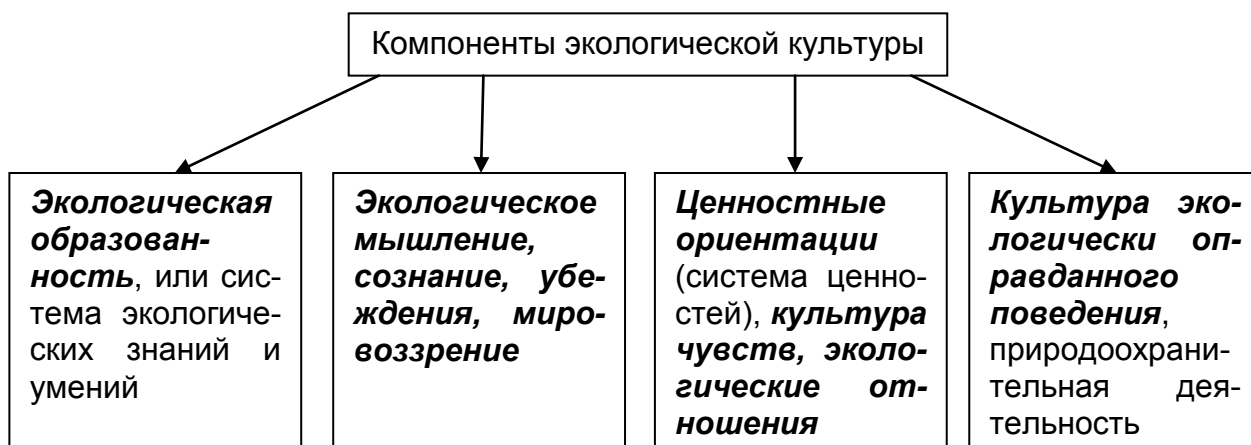 Компоненты экологической культуры
Экологическая
образован-
ность, или сис-
тема экологиче-
ских знаний и
умений
Экологическое
мышление,
сознание, убе-
ждения, миро-
воззрение
Ценностные
ориентации
(система ценно-
стей), культура
чувств, эколо-
гические от-
ношения
Культура эко-
логически оп-
равданного
поведения,
природоохрани-
тельная дея-
тельность